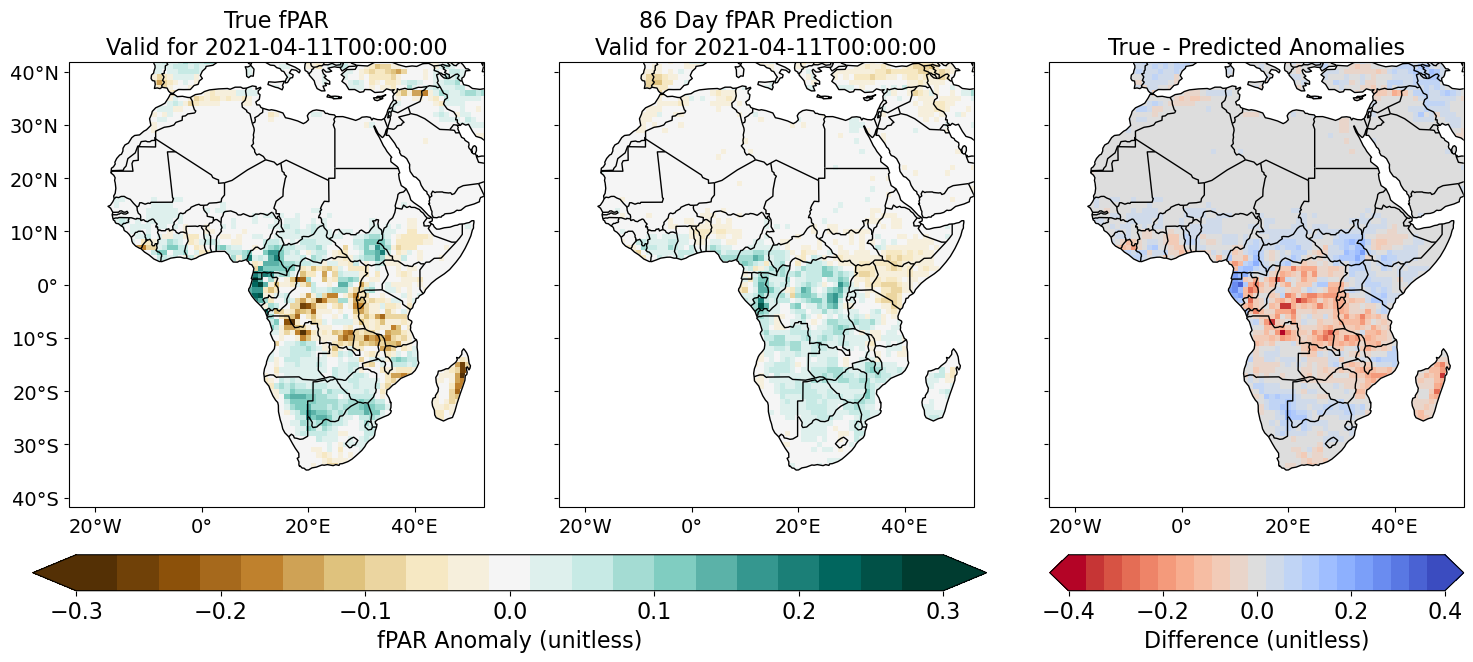 True fPAR
Valid for 2021-04-11T00:00:00
86 Day fPAR Prediction
Valid for 2021-04-11T00:00:00
True - Predicted Anomalies
40°N
30°N
20°N
10°N
0°
10°S
20°S
30°S
40°S
20°W 0° 20°E 40°E
20°W 0° 20°E 40°E
20°W 0° 20°E 40°E
−0.3 −0.2 −0.1 0.0 0.1 0.2 0.3
fPAR Anomaly (unitless)
−0.4 −0.2 0.0 0.2 0.4
Difference (unitless)